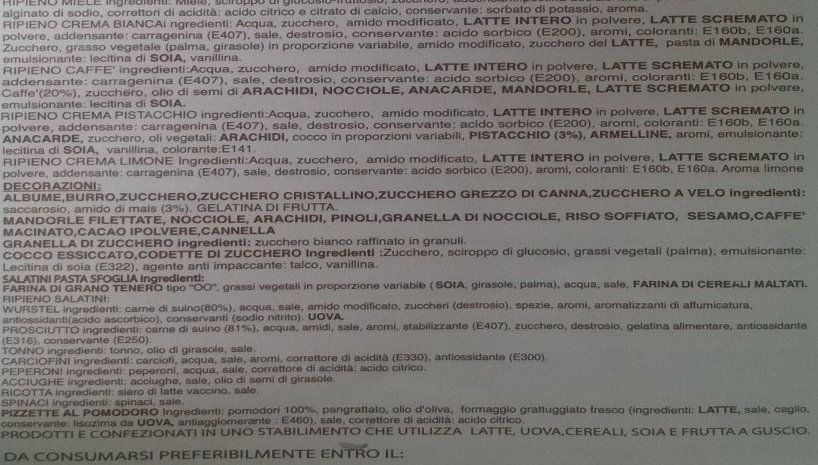 RIPIENO MIELE ingredienti: Miele, sciroppo di glucosio-fruttosio, zucchero,
alginato di sodio, correttori di acidità: acido citrico e citrato di calcio, conservante: sorbato di potassio, aroma.
RIPIENO CREMA BIANCA Ingredienti: Acqua, zucchero, amido modificato, LATTE INTERO in polvere, LATTE SCREMATO in
polvere, addensante: carragenina (E407), sale, destrosio, conservante: acido sorbico (E200), aromi, coloranti: E160b, E160a.
Zucchero, grasso vegetale (palma, girasole) in proporzione variabile, amido modificato, zucchero del LATTE, pasta di MANDORLE,
emulsionante: lecitina di SOIA, vanillina.
RIPIENO CAFFE' ingredienti:Acqua, zucchero, amido modificato, LATTE INTERO in polvere, LATTE SCREMATO in polvere,
addensante: carragenina (E407), sale, destrosio, conservante: acido sorbico (E200), aromi, coloranti: E160b, E160a.
Caffe'(20%), zucchero, olio di semi di ARACHIDI, NOCCIOLE, ANACARDE, MANDORLE, LATTE SCREMATO in polvere,
emulsionante: lecitina di SOIA.
RIPIENO CREMA PISTACCHIO ingredienti:Acqua, zucchero, amido modificato, LATTE INTERO in polvere, LATTE SCREMATO in
polvere, addensante: carragenina (E407), sale, destrosio, conservante: acido sorbico (E200), aromi, coloranti: E160b, E160a.
ANACARDE, zucchero, oli vegetali: ARACHIDI, cocco in proporzioni variabili, PISTACCHIO (3%), ARMELLINE, aromi, emulsionante:
lecitina di SOIA, vanillina, colorante:E141.
RIPIENO CREMA LIMONE Ingredienti:Acqua, zucchero, amido modificato, LATTE INTERO in polvere, LATTE SCREMATO in
polvere, addensante: carragenina (E407), sale, destrosio, conservante: acido sorbico (E200), aromi, coloranti: E160b, E160a. Aroma limone
DECORAZIONI:
ALBUME,BURRO,ZUCCHERO,ZUCCHERO CRISTALLINO,ZUCCHERO GREZZO DI CANNA,ZUCCHERO A VELO ingredienti:
saccarosio, amido di mais (3%). GELATINA DI FRUTTA.
MANDORLE FILETTATE, NOCCIOLE, ARACHIDI, PINOLI,GRANELLA DI NOCCIOLE, RISO SOFFIATO, SESAMO,CAFFE'
MACINATO,CACAO IPOLVERE,CANNELLA
GRANELLA DI ZUCCHERO ingredienti: zucchero bianco raffinato in granuli.
COCCO ESSICCATO,CODETTE DI ZUCCHERO Ingredienti :Zucchero, sciroppo di glucosio, grassi vegetali (palma), emulsionante:
Lecitina di soia (E322), agente anti impaccante: talco, vanillina.
SALATINI PASTA SFOGLIA Ingredienti:
FARINA DI GRANO TENERO tipo "OO", grassi vegetali in proporzione variabile (SOIA, girasole, palma), acqua, sale, FARINA DI CEREALI MALTATI.
RIPIENO SALATINI:
WURSTEL ingredienti: carne di suino(80%), acqua, sale, amido modificato, zuccheri (destrosio), spezie, aromi, aromatizzanti di affumicatura,
antiossidanti(acido ascorbico), conservanti (sodio nitrito). UOVA.
PROSCIUTTO ingredienti: carne di suino (81%), acqua, amidi, sale, aromi, stabilizzante (E407), zucchero, destrosio, gelatina alimentare, antiossidante
(E316), conservante (E250).
TONNO ingredienti: tonno, olio di girasole, sale.
CARCIOFINI ingredienti: carciofi, acqua, sale, aromi, correttore di acidità (E330), antiossidante (E300).
PEPERONI ingredienti: peperoni, acqua, sale, correttore di acidità: acido citrico.
ACCIUGHE ingredienti: acciughe, sale, olio di semi di girasole.
RICOTTA ingredienti: siero di latte vaccino, sale.
SPINACI ingredienti: spinaci, sale.
PIZZETTE AL POMODORO Ingredienti: pomodori 100%, pangrattato, olio d'oliva, formaggio grattuggiato fresco (ingredienti: LATTE, sale, caglio,
conservante: lisozima da UOVA, antiagglomerante : E460), sale, correttore di acidità: acido citrico.
PRODOTTI E CONFEZIONATI IN UNO STABILIMENTO CHE UTILIZZA LATTE, UOVA,CEREALI, SOIA E FRUTTA A GUSCIO.
DA CONSUMARSI PREFERIBILMENTE ENTRO IL: